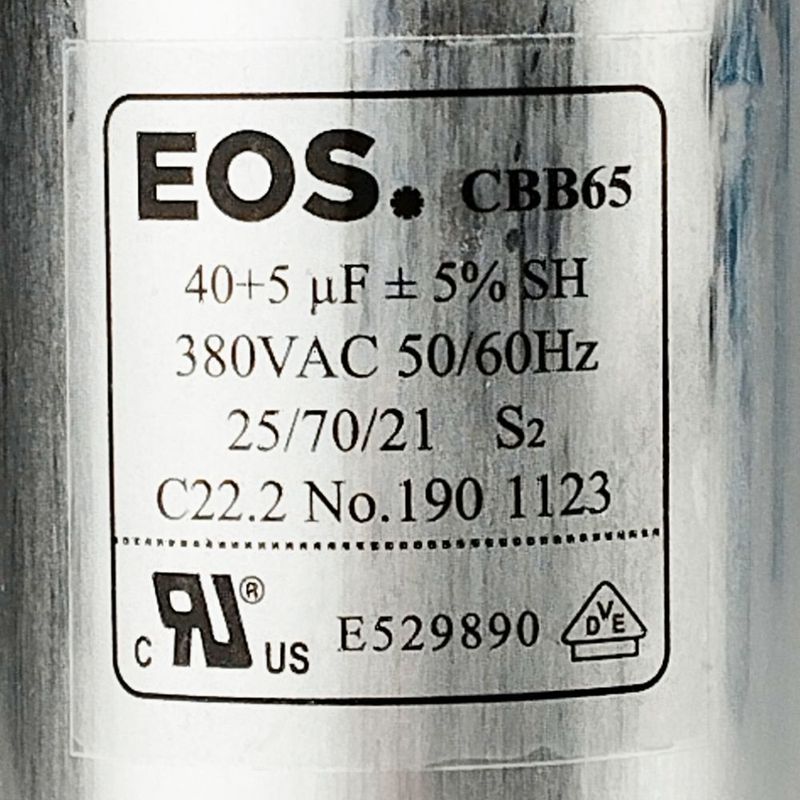 EOS. CBB65
40+5 μF ± 5% SH
380VAC 50/60Hz
25/70/21 S2
C22.2 No.190 1123
C RU ® US E529890 DVE